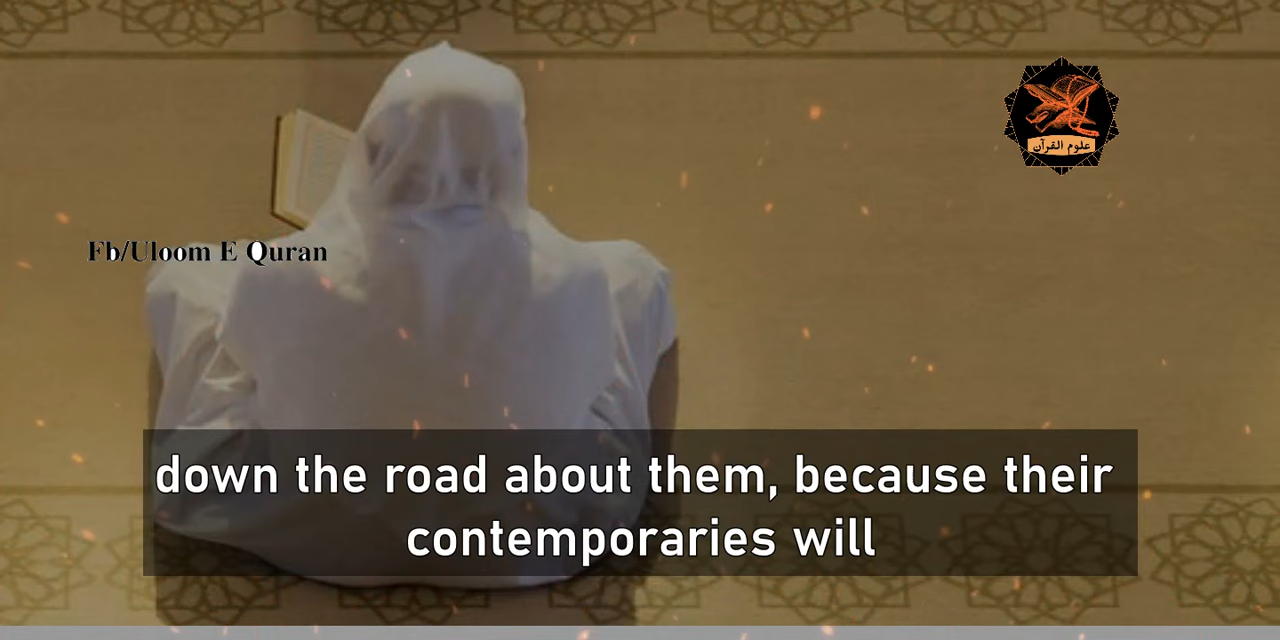 علوم القرآن
Fb/Uloom E Quran
down the road about them, because their
contemporaries will